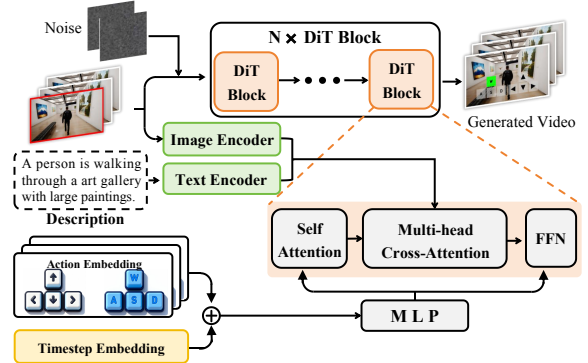 Noise
N × DiT Block
DiT
Block
DiT
Block
Generated Video
Image Encoder
Text Encoder
A person is walking
through a art gallery
with large paintings.
Description
Self
Attention
Multi-head
Cross-Attention
FFN
Action Embedding
W
A S D
MLP
Timestep Embedding